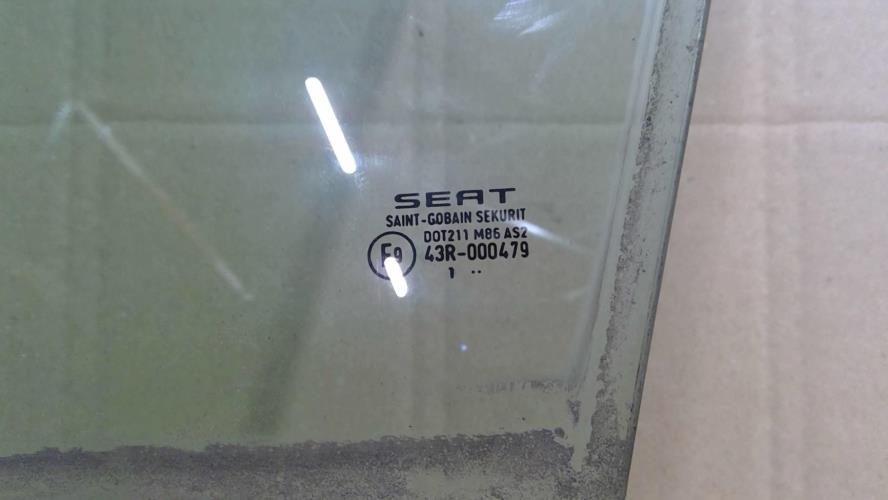 SEAT
SAINT-GOBAIN SEKURIT
DOT211 M86 AS2
E9 43R-000479
1 ..